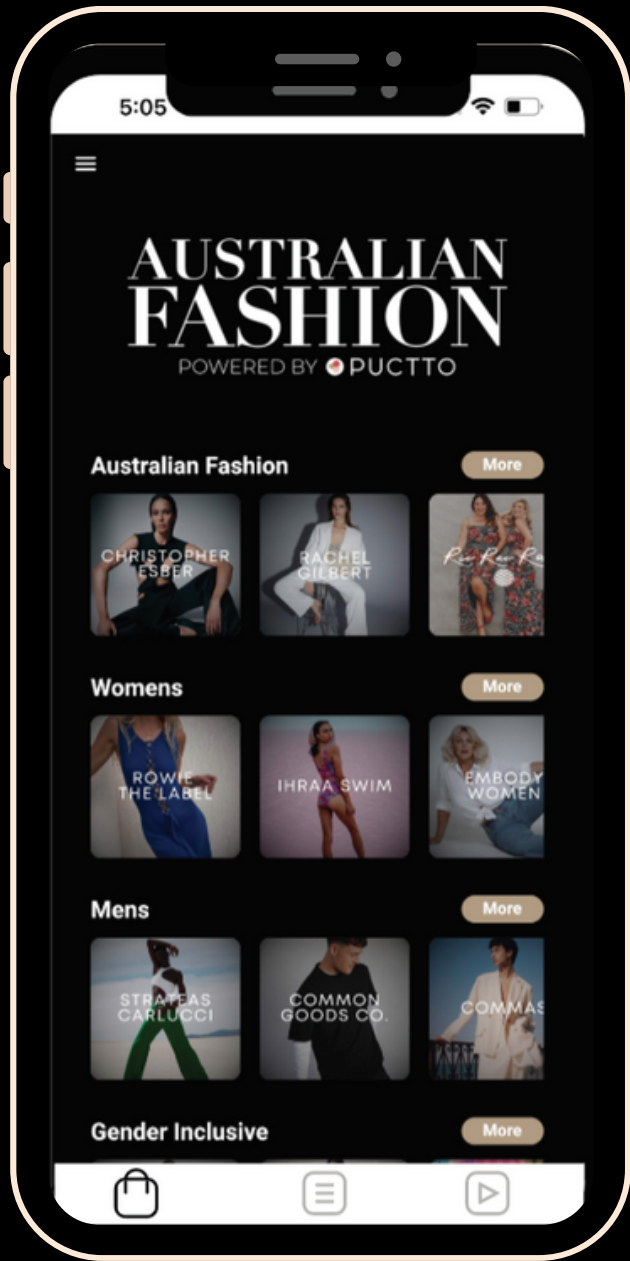 5:05
AUSTRALIAN
FASHION
POWERED BY PUCTTO
Australian Fashion
More
CHRISTOPHER
ESBER
RACHEL
GILBERT
Womens
More
ROWIE
THE LABEL
IHRAA SWIM
EMBODY
WOMEN
Mens
More
STRATEAS
CARLUCCI
COMMON
GOODS CO.
COMMAS
Gender Inclusive
More